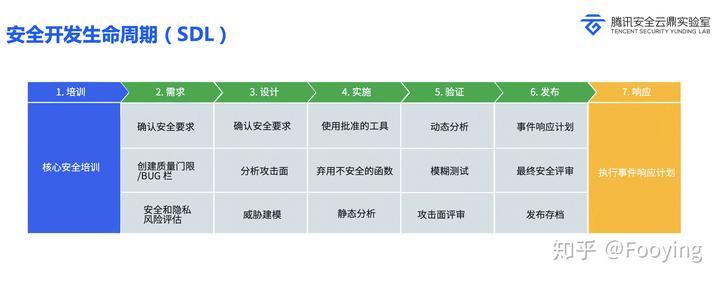 安全开发生命周期（SDL）
腾讯安全云鼎实验室
TENCENT SECURITY YUNDING LAB
1. 培训
2. 需求
3. 设计
4. 实施
5. 验证
6. 发布
7. 响应
核心安全培训
确认安全要求
创建质量门限
/BUG 栏
安全和隐私
风险评估
确认安全要求
分析攻击面
威胁建模
使用批准的工具
弃用不安全的函数
静态分析
动态分析
模糊测试
攻击面评审
事件响应计划
最终安全评审
发布存档
执行事件响应计划
知乎 @Fooying